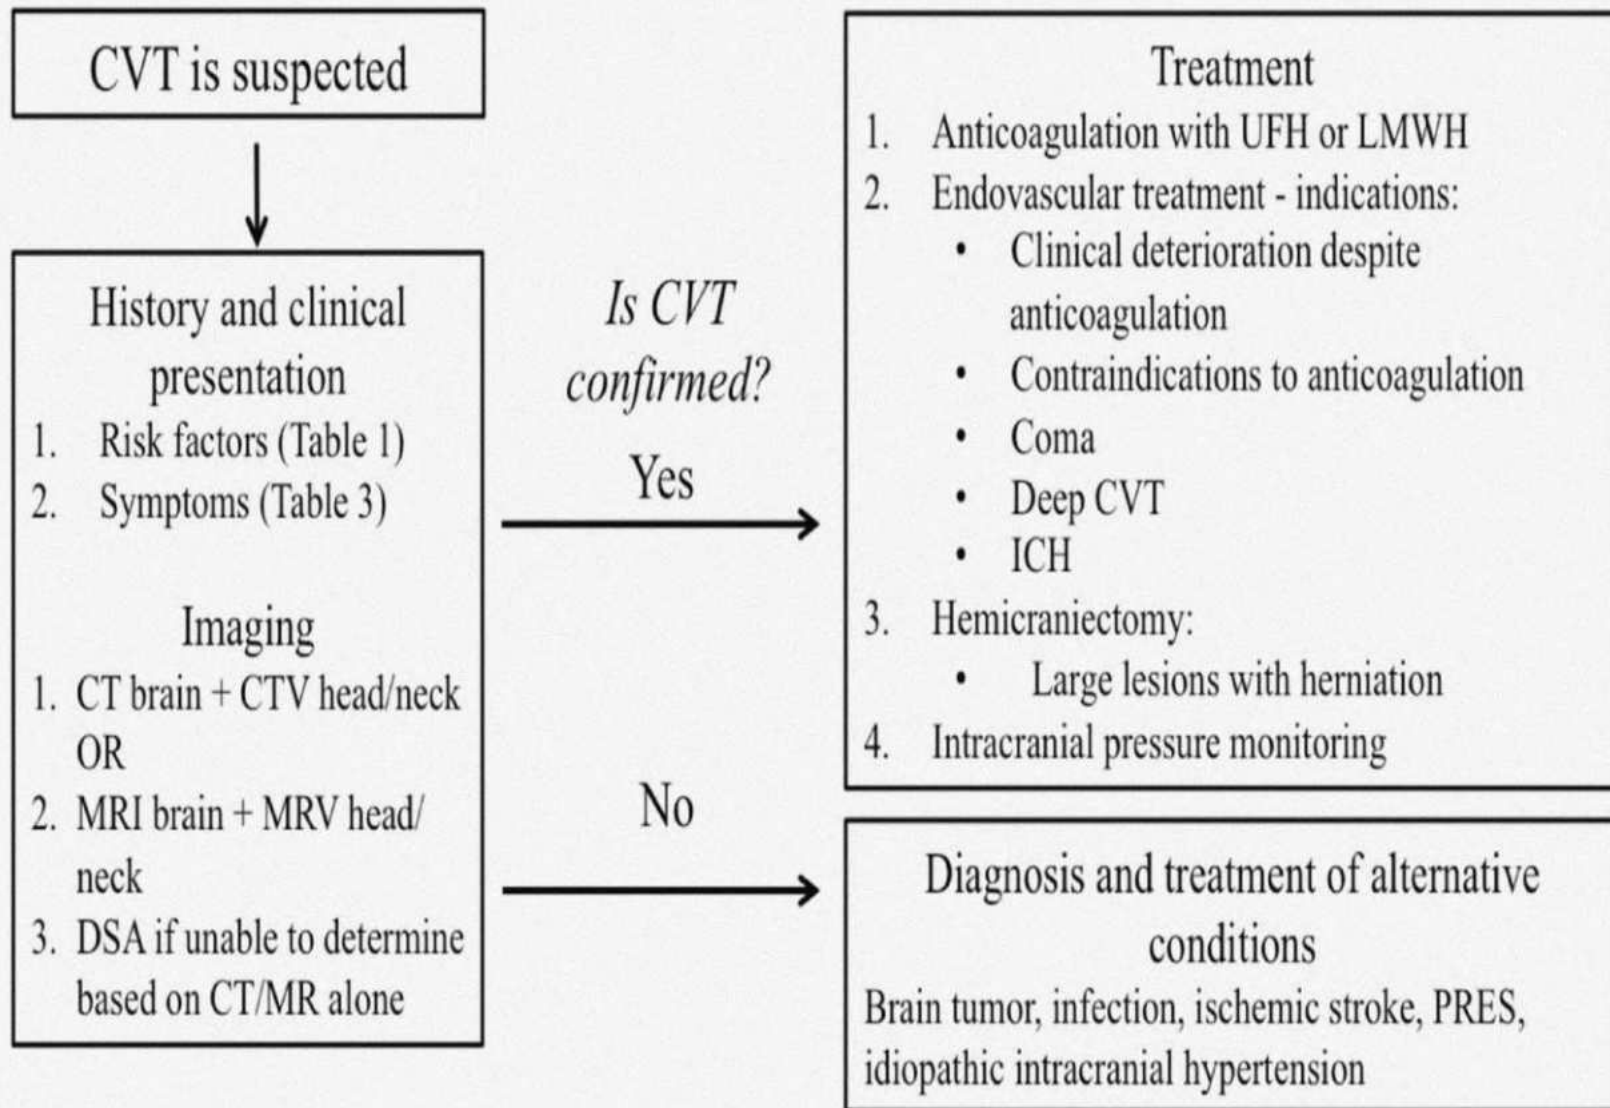 CVT is suspected
History and clinical
presentation
1. Risk factors (Table 1)
2. Symptoms (Table 3)
Imaging
1. CT brain + CTV head/neck
OR
2. MRI brain + MRV head/
neck
3. DSA if unable to determine
based on CT/MR alone
Is CVT
confirmed?
Yes
No
Treatment
1. Anticoagulation with UFH or LMWH
2. Endovascular treatment - indications:
• Clinical deterioration despite
anticoagulation
• Contraindications to anticoagulation
• Coma
• Deep CVT
• ICH
3. Hemicraniectomy:
• Large lesions with herniation
4. Intracranial pressure monitoring
Diagnosis and treatment of alternative
conditions
Brain tumor, infection, ischemic stroke, PRES,
idiopathic intracranial hypertension